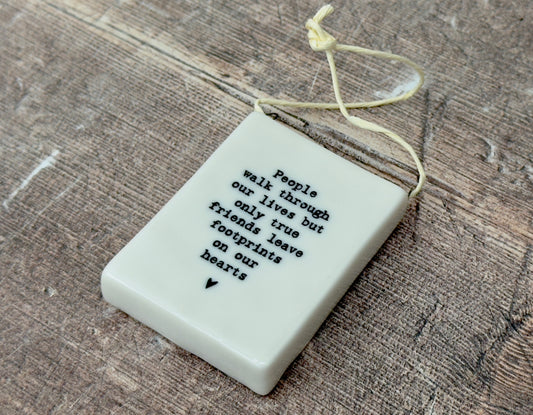 People
walk through
our lives but
only true
friends leave
footprints
on our
hearts